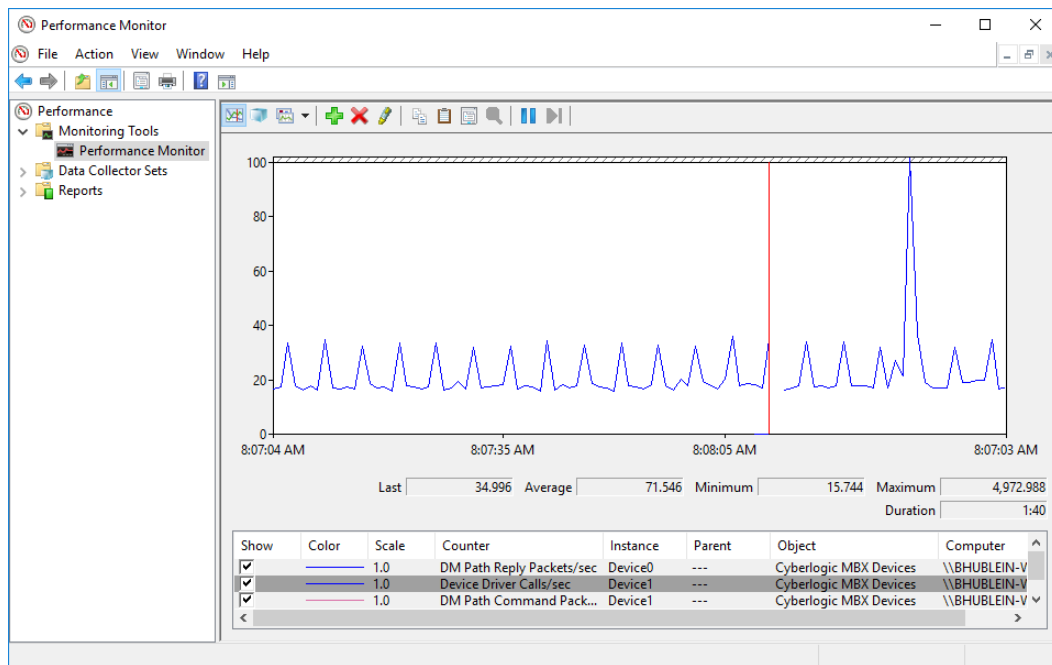 Performance Monitor
File Action View Window Help
Performance
Monitoring Tools
Performance Monitor
Data Collector Sets
Reports
100
80
60
40
20
0
8:07:04 AM 8:07:35 AM 8:08:05 AM 8:07:03 AM
Last 34.996 Average 71.546 Minimum 15.744 Maximum 4,972.988
Duration 1:40
Show Color Scale Counter Instance Parent Object Computer
1.0 DM Path Reply Packets/sec Device0 --- Cyberlogic MBX Devices \\BHUBLEIN-W
1.0 Device Driver Calls/sec Device1 --- Cyberlogic MBX Devices \\BHUBLEIN-W
1.0 DM Path Command Pack... Device1 --- Cyberlogic MBX Devices \\BHUBLEIN-W